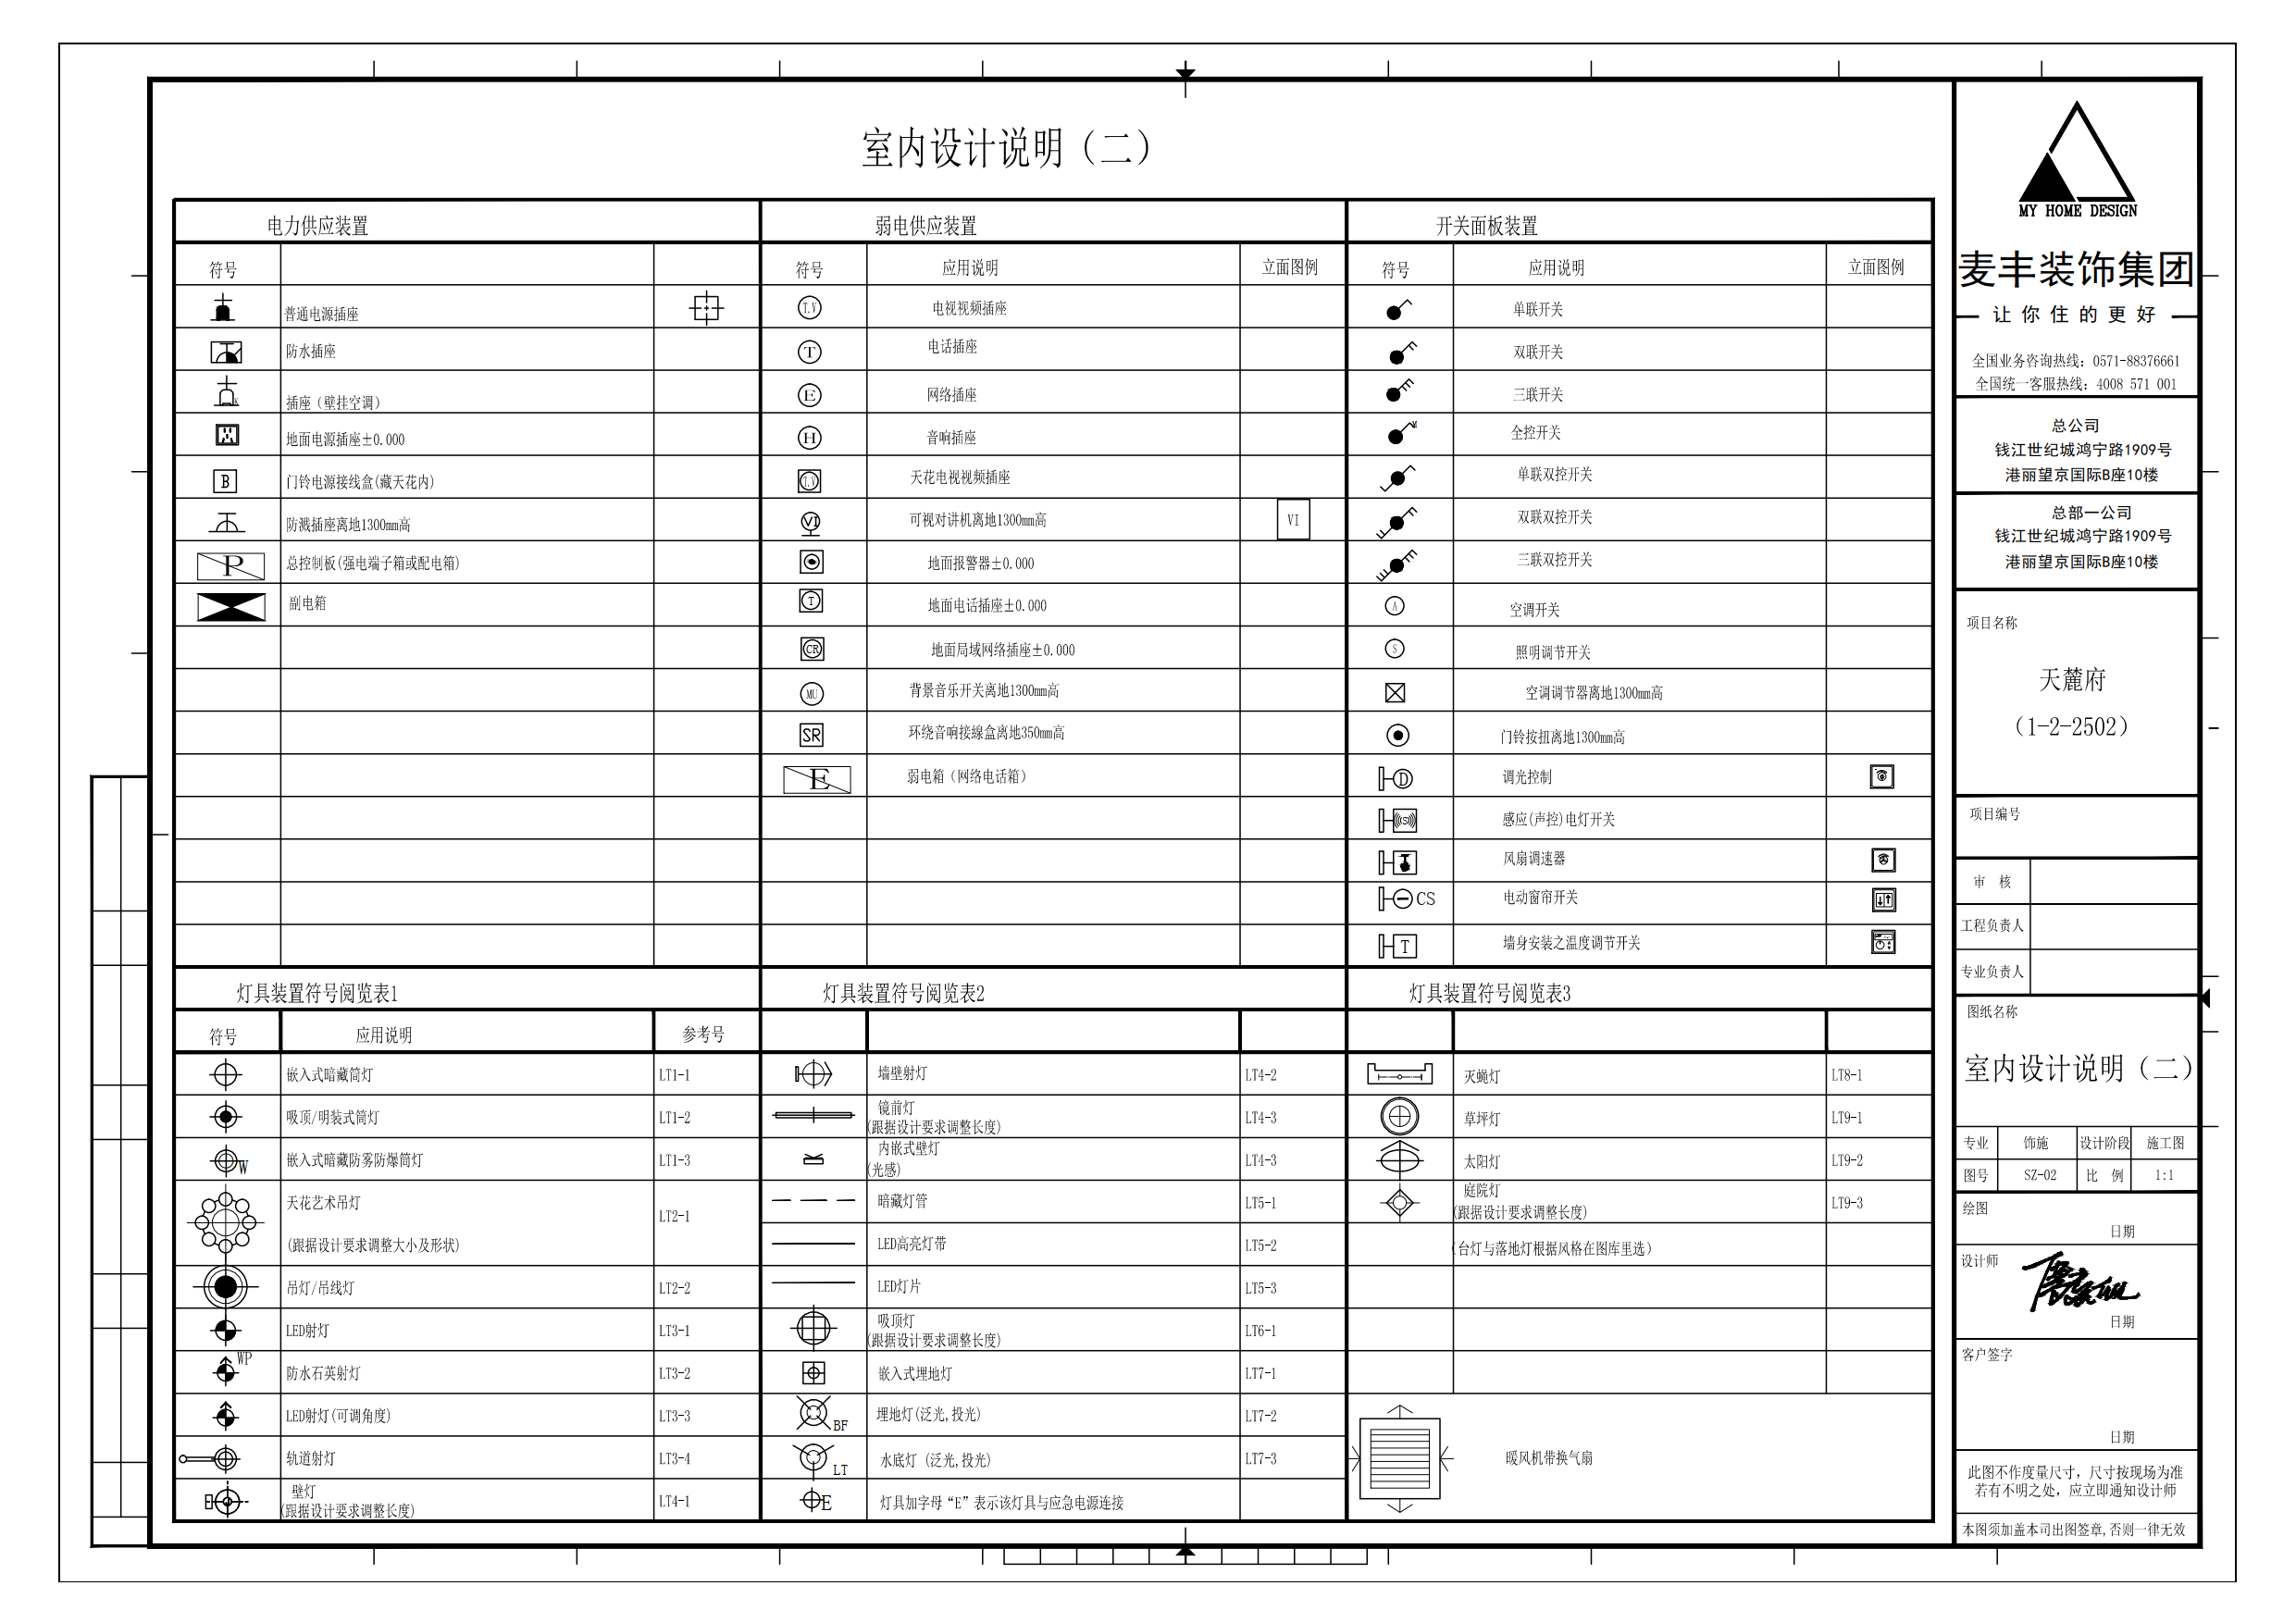 室内设计说明（二）
电力供应装置
符号
普通电源插座
防水插座
K
插座（壁挂空调）
地面电源插座±0.000
B
门铃电源接线盒(藏天花内)
防溅插座离地1300mm高
P
总控制板(强电端子箱或配电箱)
副电箱
弱电供应装置
符号 应用说明 立面图例
T.V 电视视频插座
T 电话插座
E 网络插座
H 音响插座
T.V 天花电视视频插座
VI 可视对讲机离地1300mm高 VI
地面报警器±0.000
T 地面电话插座±0.000
CR 地面局域网络插座±0.000
MU 背景音乐开关离地1300mm高
SR 环绕音响接線盒离地350mm高
E 弱电箱（网络电话箱）
开关面板装置
符号 应用说明 立面图例
单联开关
双联开关
三联开关
全控开关
单联双控开关
双联双控开关
三联双控开关
A 空调开关
S 照明调节开关
空调调节器离地1300mm高
门铃按扭离地1300mm高
D 调光控制
(((S))) 感应(声控)电灯开关
风扇调速器
CS 电动窗帘开关
T 墙身安装之温度调节开关
灯具装置符号阅览表1
符号 应用说明 参考号
嵌入式暗藏筒灯 LT1-1
吸顶/明装式筒灯 LT1-2
W 嵌入式暗藏防雾防爆筒灯 LT1-3
天花艺术吊灯
LT2-1
(跟据设计要求调整大小及形状)
吊灯/吊线灯 LT2-2
LED射灯 LT3-1
WP 防水石英射灯 LT3-2
LED射灯(可调角度) LT3-3
轨道射灯 LT3-4
壁灯
(跟据设计要求调整长度) LT4-1
灯具装置符号阅览表2
墙壁射灯 LT4-2
镜前灯
(跟据设计要求调整长度) LT4-3
内嵌式壁灯
(光感) LT4-3
暗藏灯管 LT5-1
LED高亮灯带 LT5-2
LED灯片 LT5-3
吸顶灯
(跟据设计要求调整长度) LT6-1
嵌入式埋地灯 LT7-1
BF 埋地灯(泛光,投光) LT7-2
LT 水底灯 (泛光,投光) LT7-3
E 灯具加字母“E”表示该灯具与应急电源连接
灯具装置符号阅览表3
灭蝇灯 LT8-1
草坪灯 LT9-1
太阳灯 LT9-2
庭院灯
(跟据设计要求调整长度) LT9-3
（台灯与落地灯根据风格在图库里选）
暖风机带换气扇
MY HOME DESIGN
麦丰装饰集团
让你住的更好
全国业务咨询热线：0571-88376661
全国统一客服热线：4008 571 001
总公司
钱江世纪城鸿宁路1909号
港丽望京国际B座10楼
总部一公司
钱江世纪城鸿宁路1909号
港丽望京国际B座10楼
项目名称
天麓府
（1-2-2502）
项目编号
审 核
工程负责人
专业负责人
图纸名称
室内设计说明（二）
专业 饰施 设计阶段 施工图
图号 SZ-02 比 例 1:1
绘图
日期
设计师
日期
客户签字
日期
此图不作度量尺寸，尺寸按现场为准
若有不明之处，应立即通知设计师
本图须加盖本司出图签章,否则一律无效